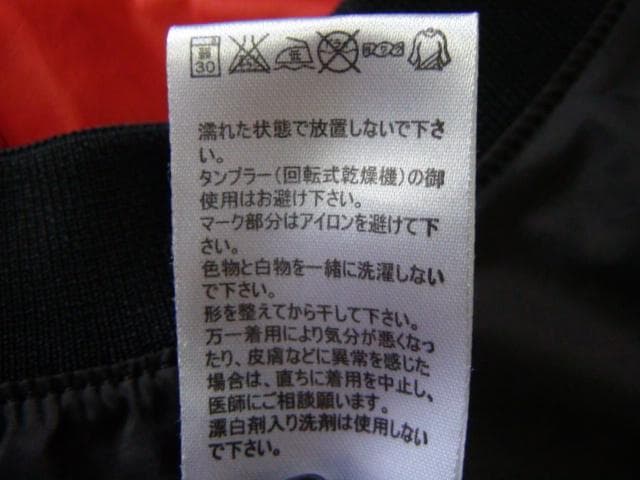 弱
30
低
濡れた状態で放置しないで下さ
い。
タンブラー(回転式乾燥機)の御
使用はお避け下さい。
マーク部分はアイロンを避けて下
さい。
色物と白物を一緒に洗濯しない
で下さい。
形を整えてから干して下さい。
万一着用により気分が悪くなっ
たり、皮膚などに異常を感じた
場合は、直ちに着用を中止し、
医師にご相談願います。
漂白剤入り洗剤は使用しない
で下さい。